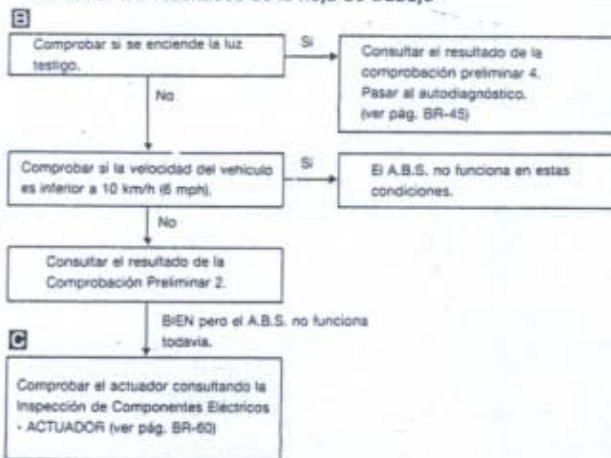 B
Comprobar si se enciende la luz
testigo.
Si
Consultar el resultado de la
comprobación preliminar 4.
Pasar al autodiagnóstico.
(ver pág. BR-45)
No
Comprobar si la velocidad del vehículo
es inferior a 10 km/h (6 mph).
Si
El A.B.S. no funciona en estas
condiciones.
No
Consultar el resultado de la
Comprobación Preliminar 2.
BIEN pero el A.B.S. no funciona
todavía.
C
Comprobar el actuador consultando la
Inspección de Componentes Eléctricos
- ACTUADOR (ver pág. BR-60)